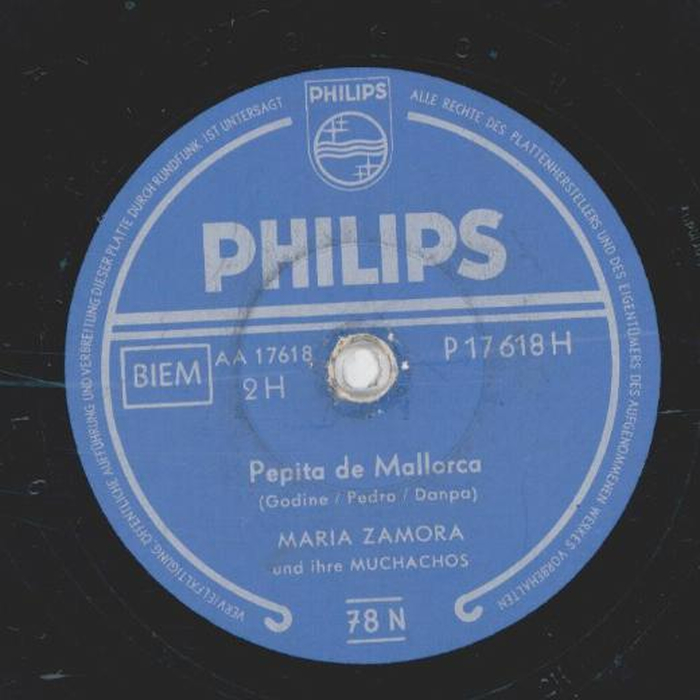 PHILIPS
ALLE RECHTE DES PLATTENHERSTELLERS UND DES EIGENTÜMERS DES AUFGENOMMENEN WERKES VORBEHALTEN
VERVIELFÄLTIGUNG, ÖFFENTLICHE AUFFÜHRUNG UND VERBREITUNG DIESER PLATTE DURCH RUNDFUNK IST UNTERSAGT
PHILIPS
BIEM
AA 17618
2 H
P 17618 H
Pepita de Mallorca
(Godine / Pedro / Danpa)
MARIA ZAMORA
und ihre MUCHACHOS
78 N